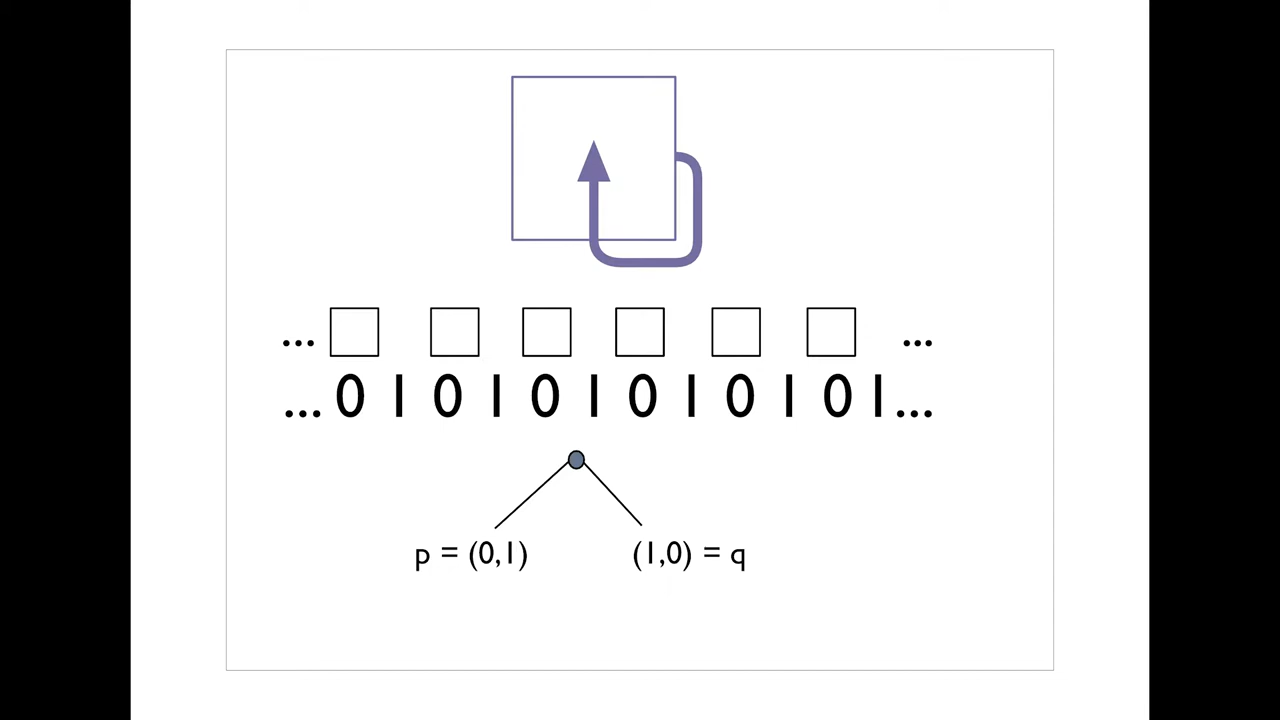 ... ...
...0 1 0 1 0 1 0 1 0 1 0 1...
p = (0,1) (1,0) = q